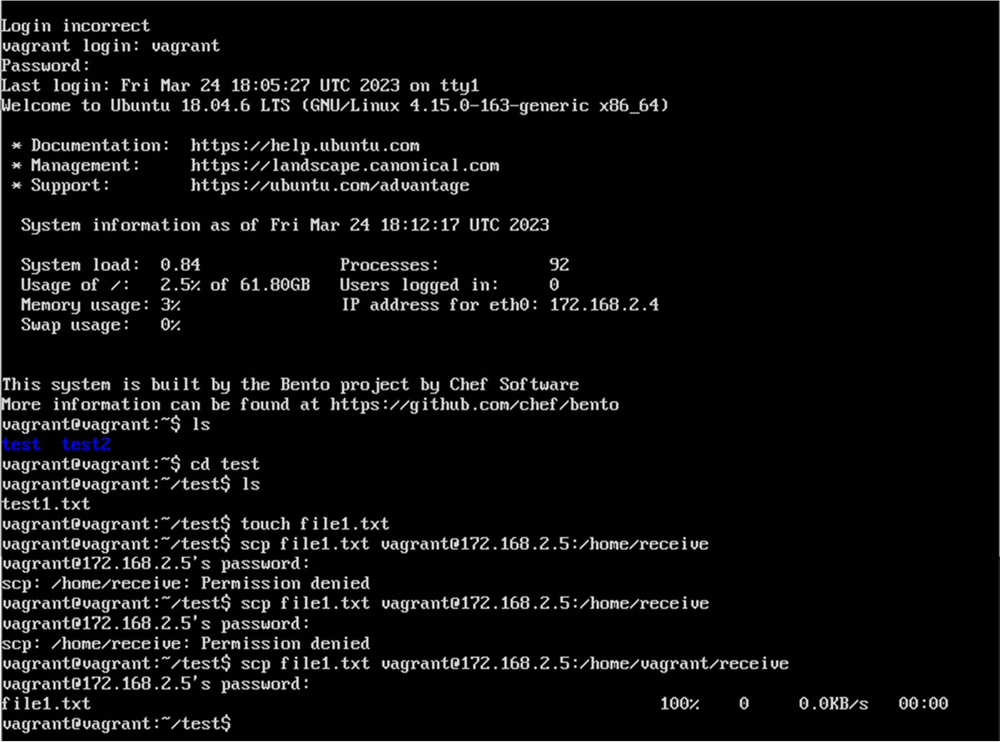 Login incorrect
vagrant login: vagrant
Password:
Last login: Fri Mar 24 18:05:27 UTC 2023 on tty1
Welcome to Ubuntu 18.04.6 LTS (GNU/Linux 4.15.0-163-generic x86_64)
* Documentation:  https://help.ubuntu.com
* Management:     https://landscape.canonical.com
* Support:        https://ubuntu.com/advantage
System information as of Fri Mar 24 18:12:17 UTC 2023
System load:  0.84              Processes:           92
Usage of /:   2.5% of 61.80GB   Users logged in:     0
Memory usage: 3%                IP address for eth0: 172.168.2.4
Swap usage:   0%
This system is built by the Bento project by Chef Software
More information can be found at https://github.com/chef/bento
vagrant@vagrant:~$ ls
test  test2
vagrant@vagrant:~$ cd test
vagrant@vagrant:~/test$ ls
test1.txt
vagrant@vagrant:~/test$ touch file1.txt
vagrant@vagrant:~/test$ scp file1.txt vagrant@172.168.2.5:/home/receive
vagrant@172.168.2.5's password:
scp: /home/receive: Permission denied
vagrant@vagrant:~/test$ scp file1.txt vagrant@172.168.2.5:/home/receive
vagrant@172.168.2.5's password:
scp: /home/receive: Permission denied
vagrant@vagrant:~/test$ scp file1.txt vagrant@172.168.2.5:/home/vagrant/receive
vagrant@172.168.2.5's password:
file1.txt                                                         100%    0     0.0KB/s   00:00
vagrant@vagrant:~/test$